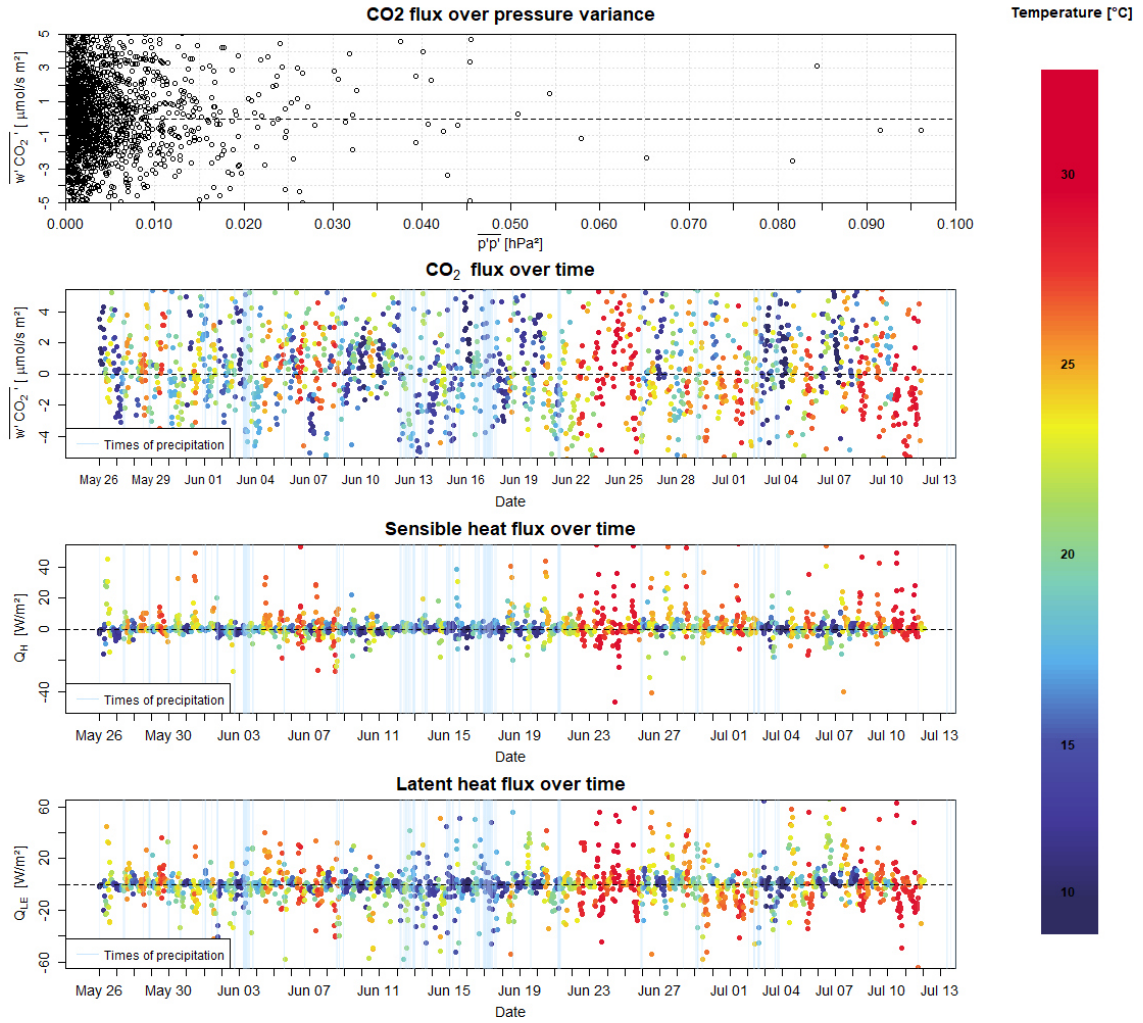 CO2 flux over pressure variance
Temperature [°C]
w' CO₂ ' [ μmol/s m²]
5
3
1
-1
-3
-5
0.000 0.010 0.020 0.030 0.040 0.050 0.060 0.070 0.080 0.090 0.100
p'p' [hPa²]
CO₂ flux over time
w' CO₂ ' [ μmol/s m²]
4
2
0
-2
-4
Times of precipitation
May 26 May 29 Jun 01 Jun 04 Jun 07 Jun 10 Jun 13 Jun 16 Jun 19 Jun 22 Jun 25 Jun 28 Jul 01 Jul 04 Jul 07 Jul 10 Jul 13
Date
Sensible heat flux over time
Q_H [W/m²]
40
20
0
-40
Times of precipitation
May 26 May 30 Jun 03 Jun 07 Jun 11 Jun 15 Jun 19 Jun 23 Jun 27 Jul 01 Jul 04 Jul 07 Jul 10 Jul 13
Date
Latent heat flux over time
Q_LE [W/m²]
60
20
-20
-60
Times of precipitation
May 26 May 30 Jun 03 Jun 07 Jun 11 Jun 15 Jun 19 Jun 23 Jun 27 Jul 01 Jul 04 Jul 07 Jul 10 Jul 13
Date
30
25
20
15
10